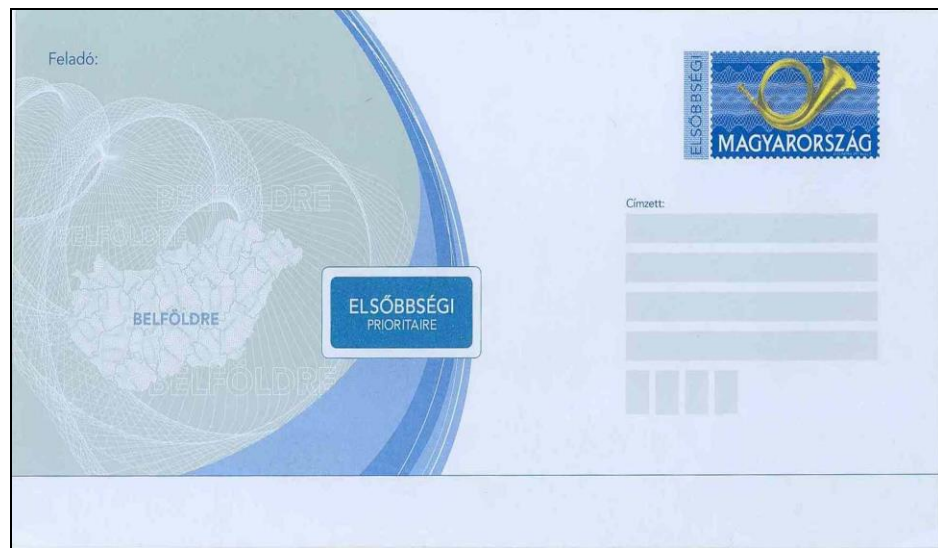 Feladó:
ELSŐBBSÉGI
MAGYARORSZÁG
Címzett:
BELFÖLDRE
BELFÖLDRE
BELFÖLDRE
ELSŐBBSÉGI
PRIORITAIRE
BELFÖLDRE